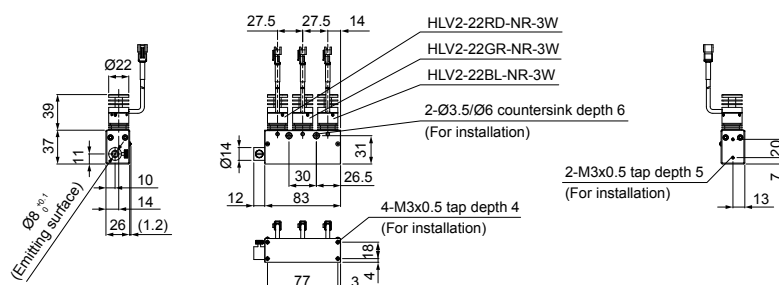 27.5
27.5
14
HLV2-22RD-NR-3W
HLV2-22GR-NR-3W
HLV2-22BL-NR-3W
2-Ø3.5/Ø6 countersink depth 6
(For installation)
Ø22
39
37
11
10
14
26
(1.2)
Ø8 +0.1 0
(Emitting surface)
Ø14
31
30
26.5
12
83
4-M3x0.5 tap depth 4
(For installation)
18
4
77
3
20
7
13
2-M3x0.5 tap depth 5
(For installation)